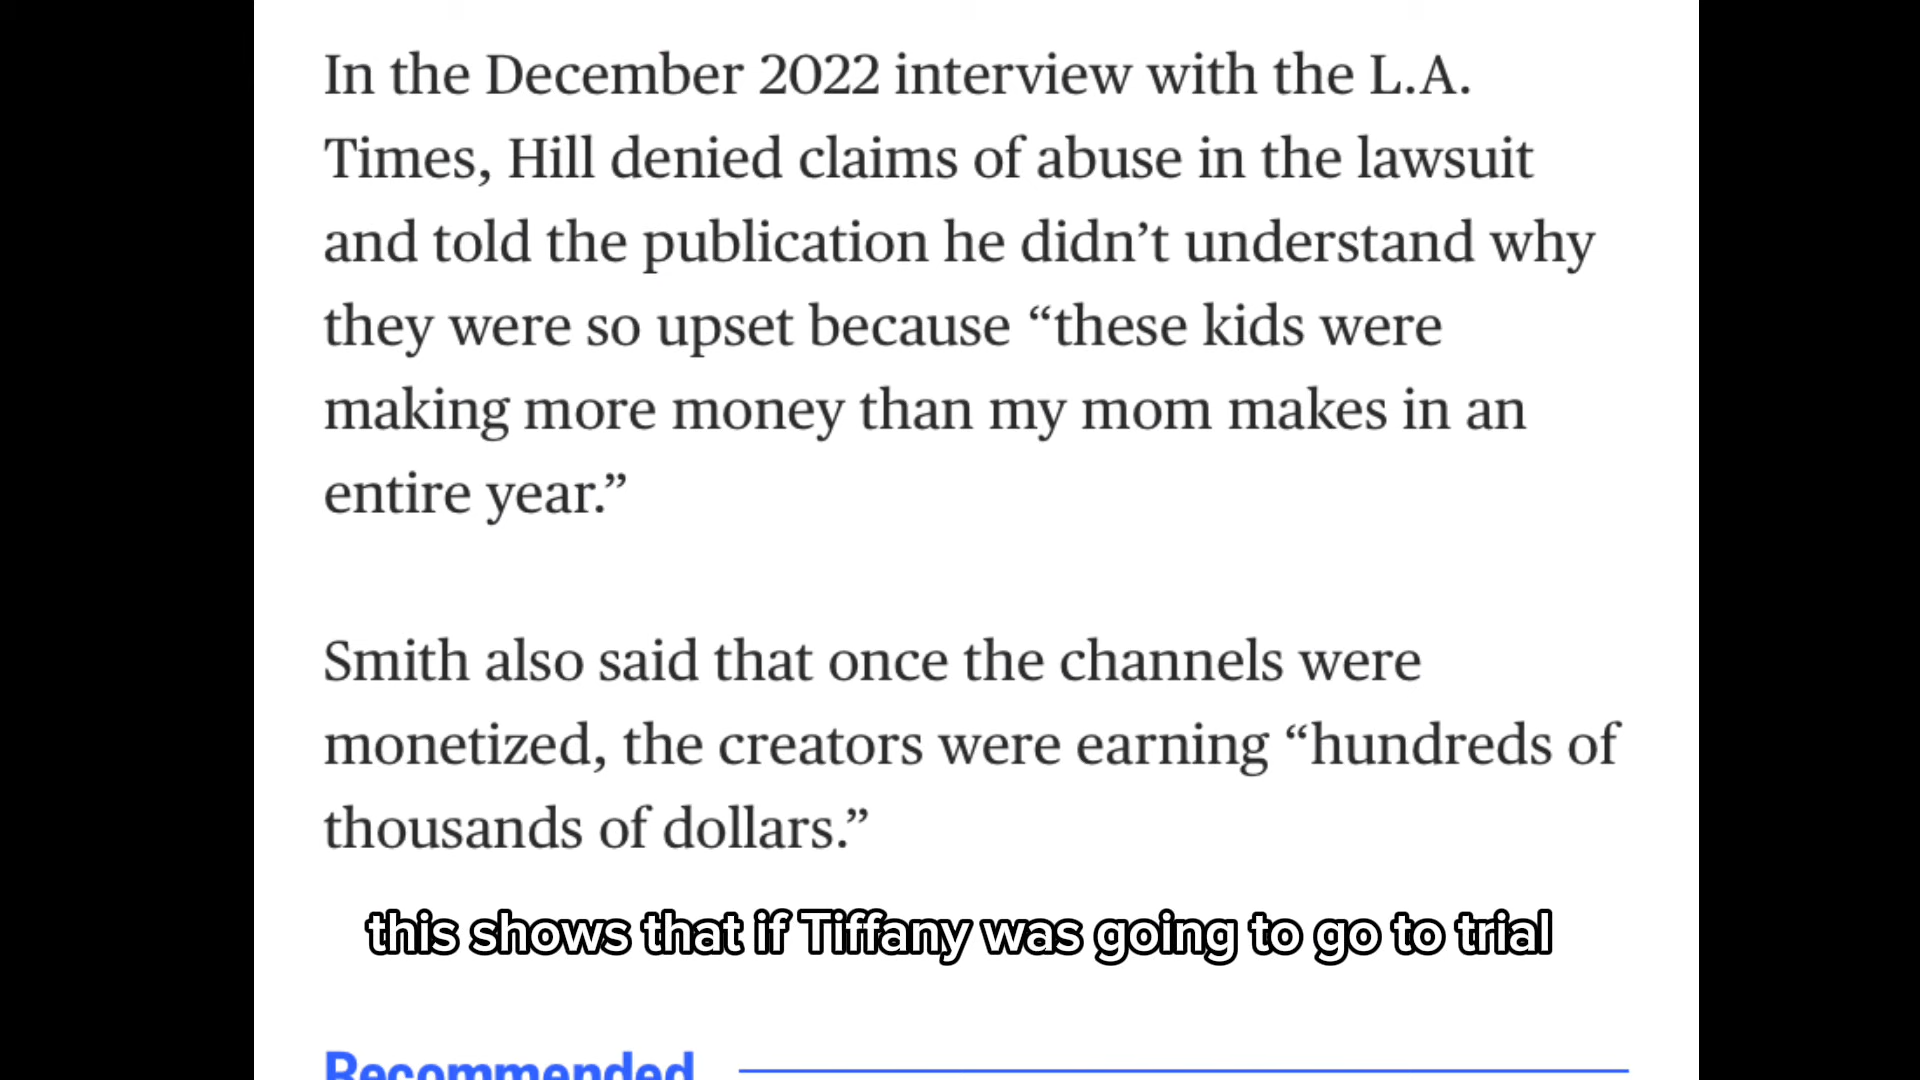 In the December 2022 interview with the L.A.
Times, Hill denied claims of abuse in the lawsuit
and told the publication he didn’t understand why
they were so upset because “these kids were
making more money than my mom makes in an
entire year.”
Smith also said that once the channels were
monetized, the creators were earning “hundreds of
thousands of dollars.”
this shows that if Tiffany was going to go to trial
Recommended